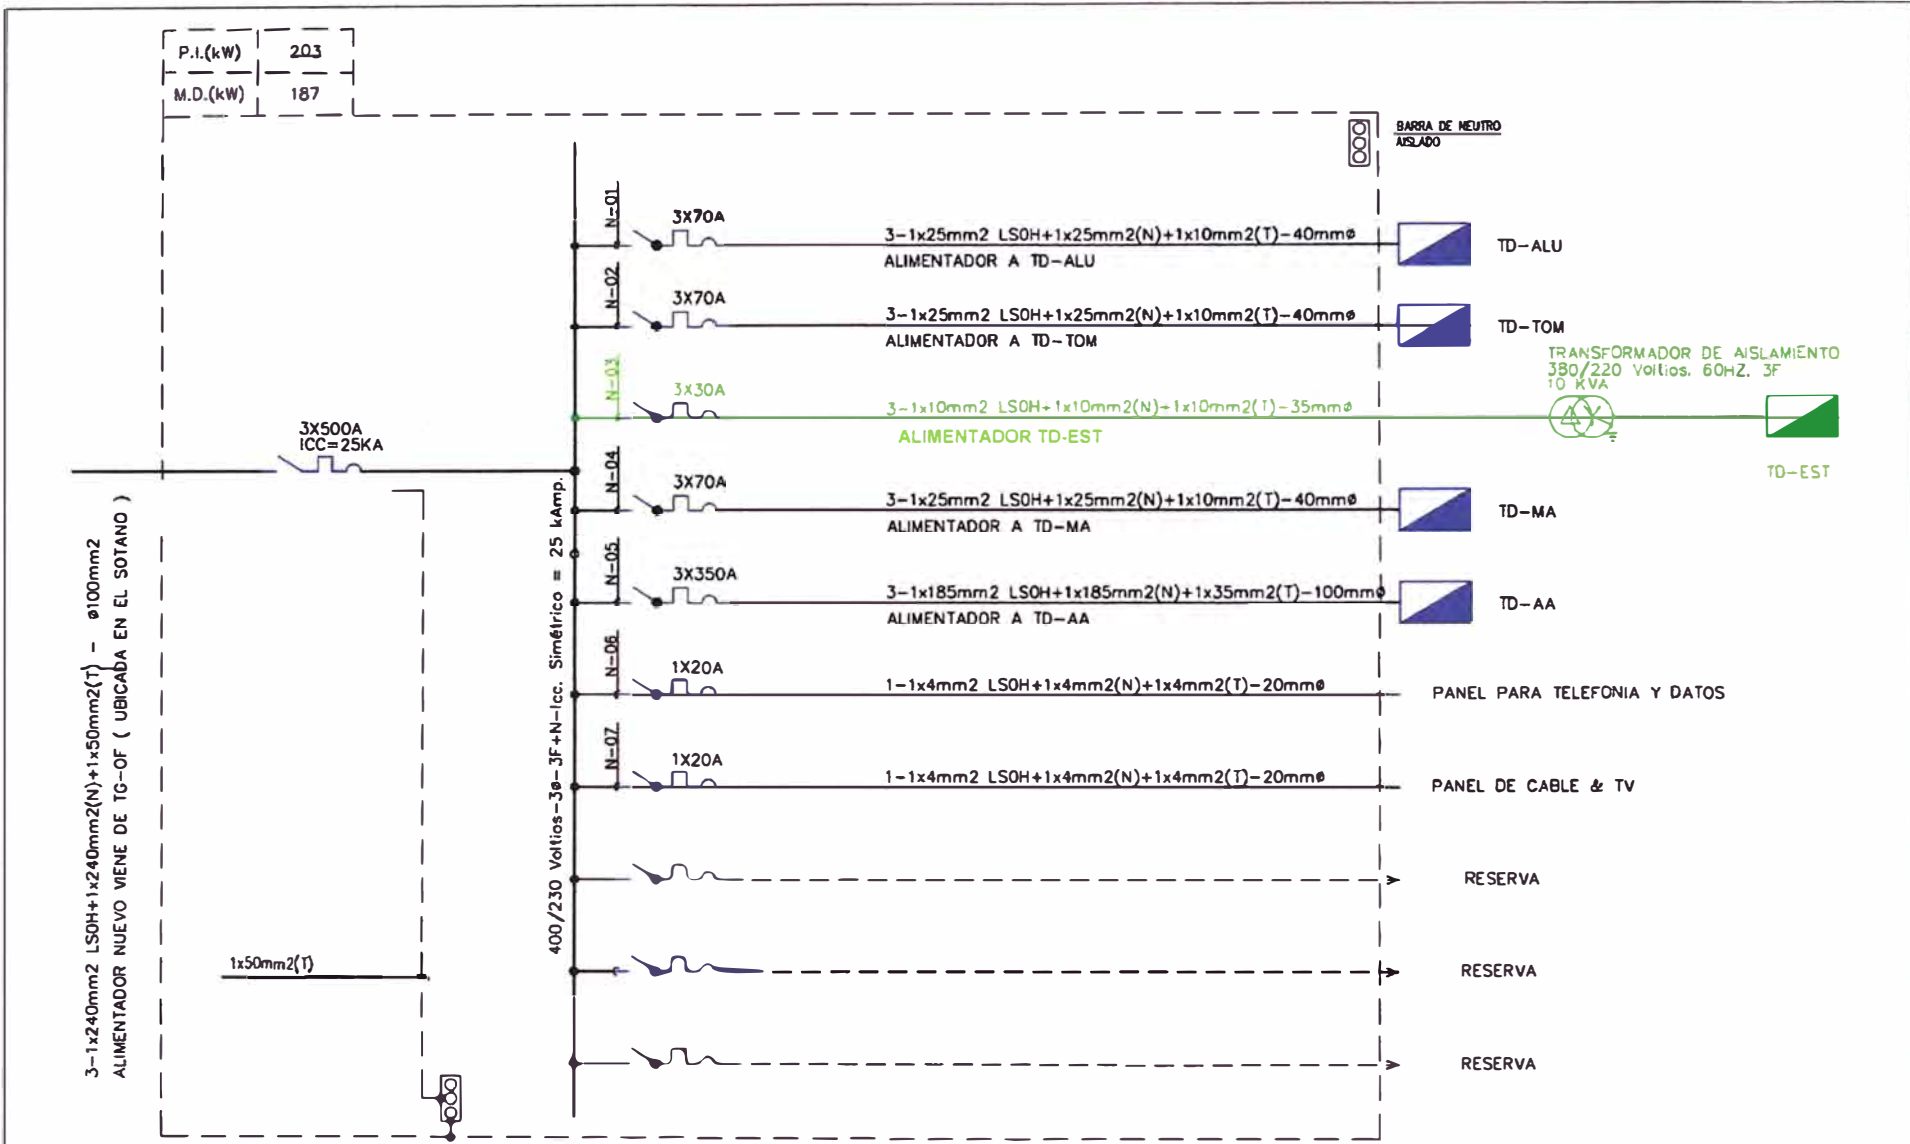 P.I.(kW) 203
M.D.(kW) 187
BARRA DE NEUTRO
AISLADO
N-01
3X70A
3-1x25mm2 LSOH+1x25mm2(N)+1x10mm2(T)-40mmø
ALIMENTADOR A TD-ALU
TD-ALU
N-02
3X70A
3-1x25mm2 LSOH+1x25mm2(N)+1x10mm2(T)-40mmø
ALIMENTADOR A TD-TOM
TD-TOM
TRANSFORMADOR DE AISLAMIENTO
380/220 Voltios. 60HZ. 3F
10 KVA
N-03
3X30A
3-1x10mm2 LSOH+1x10mm2(N)+1x10mm2(T)-35mmø
ALIMENTADOR TD-EST
TD-EST
3X500A
ICC=25KA
N-04
3X70A
3-1x25mm2 LSOH+1x25mm2(N)+1x10mm2(T)-40mmø
ALIMENTADOR A TD-MA
TD-MA
N-05
3X350A
3-1x185mm2 LSOH+1x185mm2(N)+1x35mm2(T)-100mmø
ALIMENTADOR A TD-AA
TD-AA
N-06
1X20A
1-1x4mm2 LSOH+1x4mm2(N)+1x4mm2(T)-20mmø
PANEL PARA TELEFONIA Y DATOS
N-07
1X20A
1-1x4mm2 LSOH+1x4mm2(N)+1x4mm2(T)-20mmø
PANEL DE CABLE & TV
RESERVA
RESERVA
RESERVA
400/230 Voltios-3ø-3F+N-Icc. Simétrico = 25 kAmp.
3-1x240mm2 LSOH+1x240mm2(N)+1x50mm2(T) - ø100mm2
ALIMENTADOR NUEVO VIENE DE TG-OF ( UBICADA EN EL SOTANO )
1x50mm2(T)